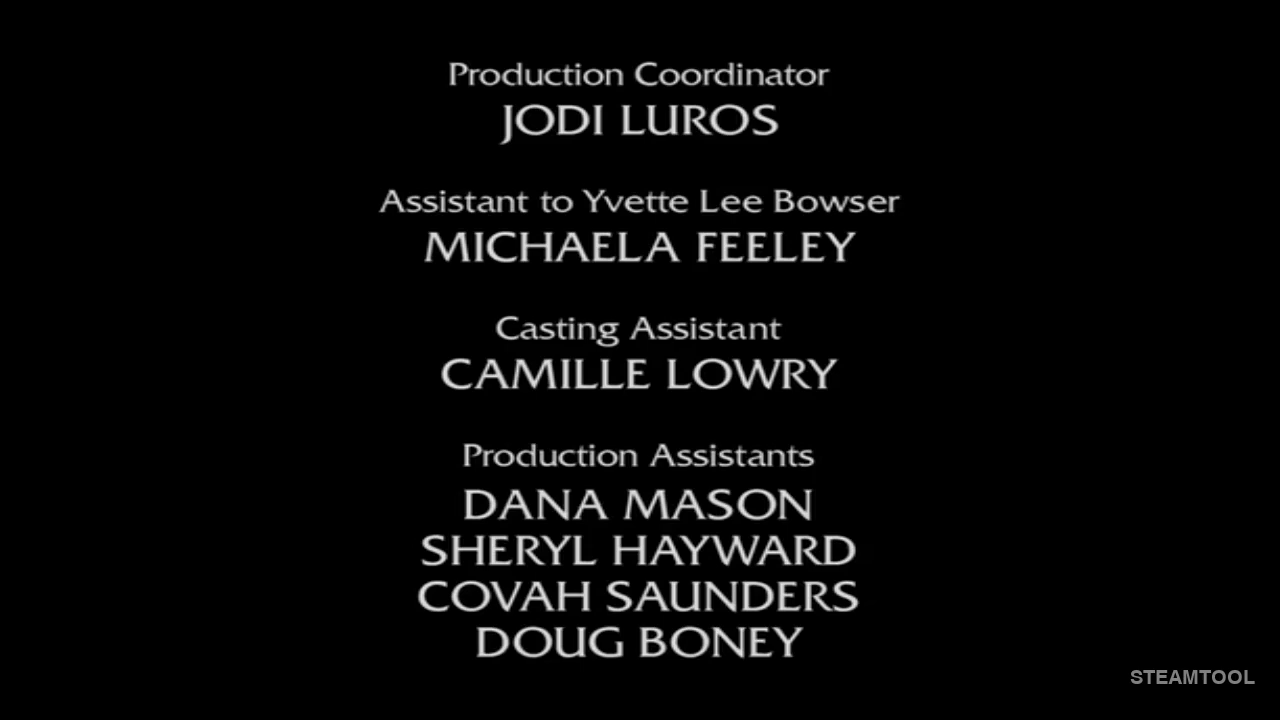 Production Coordinator
JODI LUROS
Assistant to Yvette Lee Bowser
MICHAELA FEELEY
Casting Assistant
CAMILLE LOWRY
Production Assistants
DANA MASON
SHERYL HAYWARD
COVAH SAUNDERS
DOUG BONEY
STEAMTOOL